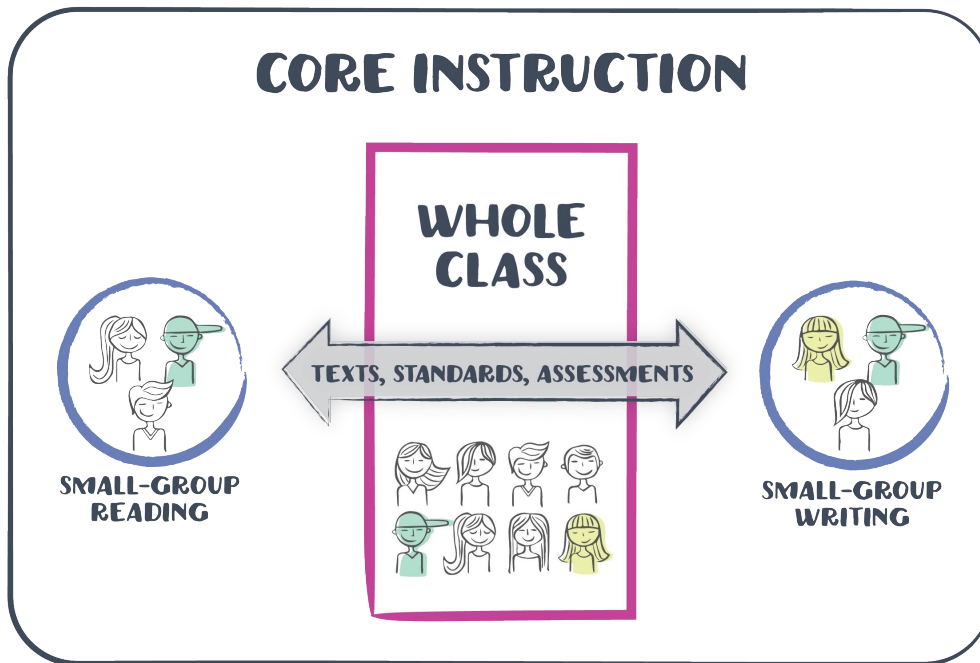 CORE INSTRUCTION
WHOLE
CLASS
TEXTS, STANDARDS, ASSESSMENTS
SMALL-GROUP
READING
SMALL-GROUP
WRITING